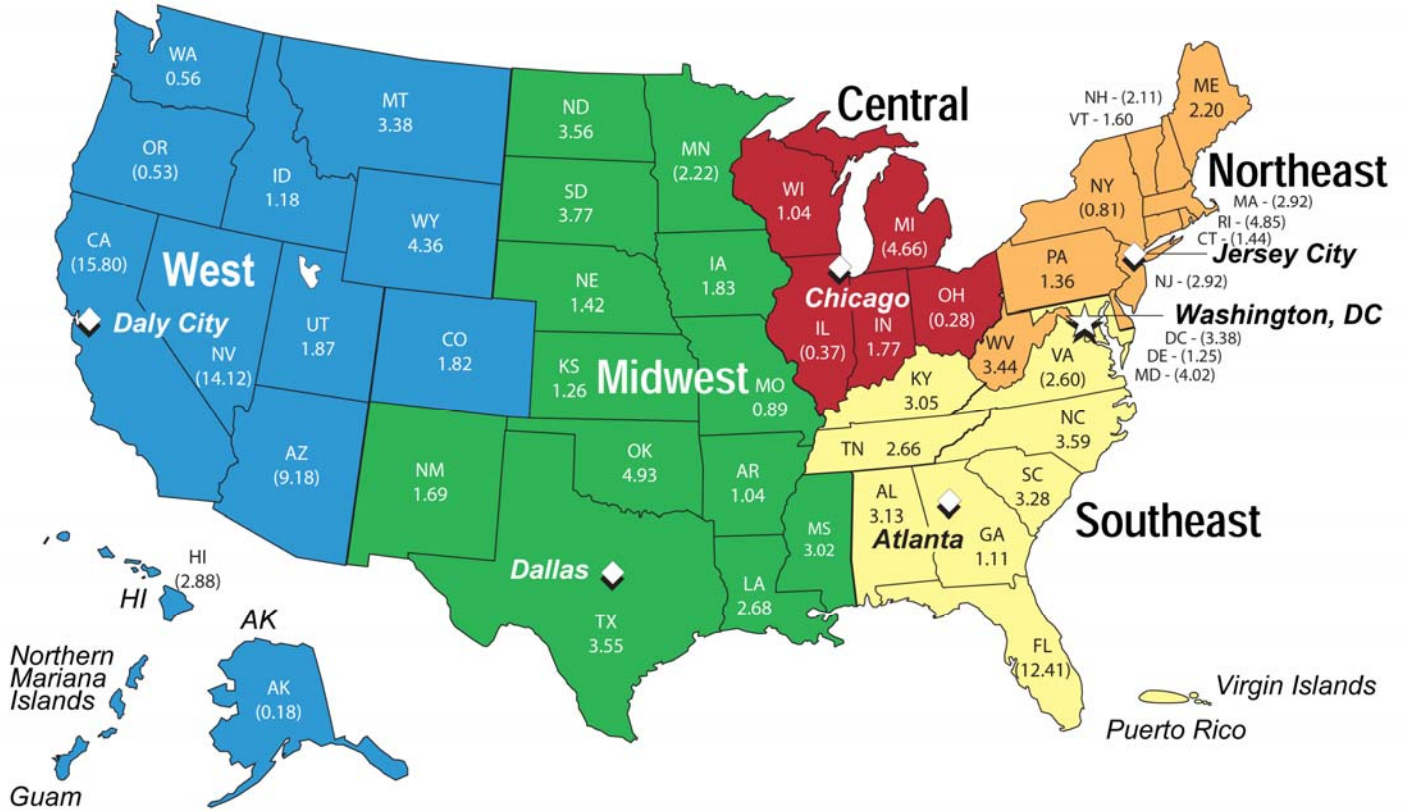 WA
0.56
MT
3.38
OR
(0.53)
ID
1.18
WY
4.36
CA
(15.80)
West
Daly City
NV
(14.12)
UT
1.87
CO
1.82
AZ
(9.18)
HI
(2.88)
HI
AK
AK
(0.18)
Northern
Mariana
Islands
Guam
ND
3.56
MN
(2.22)
SD
3.77
NE
1.42
IA
1.83
KS
1.26
Midwest
MO
0.89
NM
1.69
OK
4.93
AR
1.04
MS
3.02
Dallas
TX
3.55
LA
2.68
Central
WI
1.04
MI
(4.66)
Chicago
IL
(0.37)
IN
1.77
OH
(0.28)
NH - (2.11)
VT - 1.60
ME
2.20
Northeast
NY
(0.81)
MA - (2.92)
RI - (4.85)
CT - (1.44)
Jersey City
PA
1.36
NJ - (2.92)
WV
3.44
Washington, DC
DC - (3.38)
DE - (1.25)
MD - (4.02)
VA
(2.60)
KY
3.05
NC
3.59
TN 2.66
SC
3.28
AL
3.13
Atlanta
GA
1.11
Southeast
FL
(12.41)
Virgin Islands
Puerto Rico